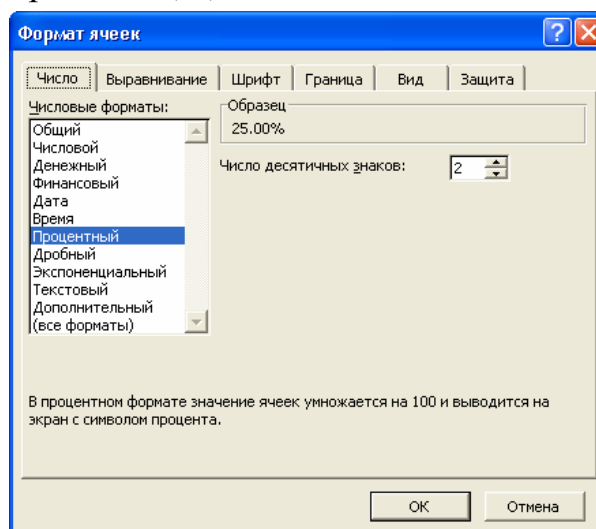 Формат ячеек
Число
Выравнивание
Шрифт
Граница
Вид
Защита
Числовые форматы:
Общий
Числовой
Денежный
Финансовый
Дата
Время
Процентный
Дробный
Экспоненциальный
Текстовый
Дополнительный
(все форматы)
Образец
25.00%
Число десятичных знаков:
2
В процентном формате значение ячеек умножается на 100 и выводится на
экран с символом процента.
ОК
Отмена